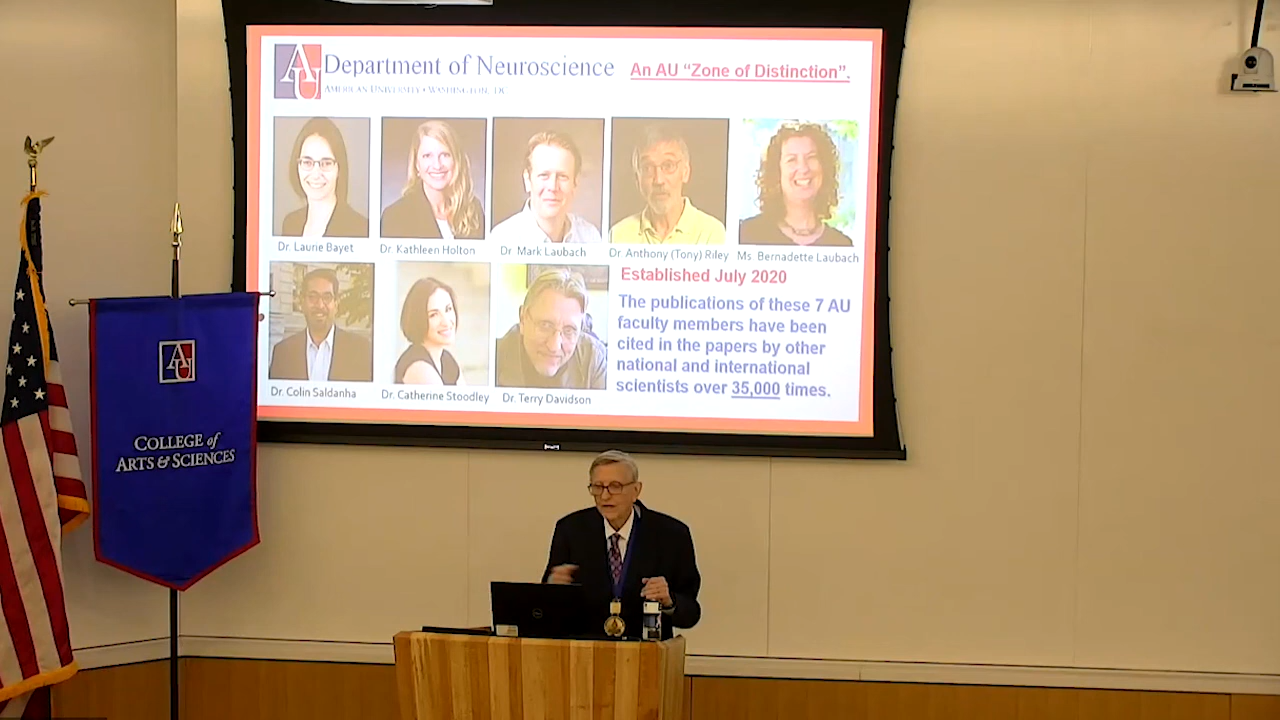 AU
Department of Neuroscience
An AU "Zone of Distinction".
AMERICAN UNIVERSITY • WASHINGTON, DC
Dr. Laurie Bayet
Dr. Kathleen Holton
Dr. Mark Laubach
Dr. Anthony (Tony) Riley
Ms. Bernadette Laubach
Established July 2020
The publications of these 7 AU
faculty members have been
cited in the papers by other
national and international
scientists over 35,000 times.
Dr. Colin Saldanha
Dr. Catherine Stoodley
Dr. Terry Davidson
AU
COLLEGE of
ARTS & SCIENCES
DELL